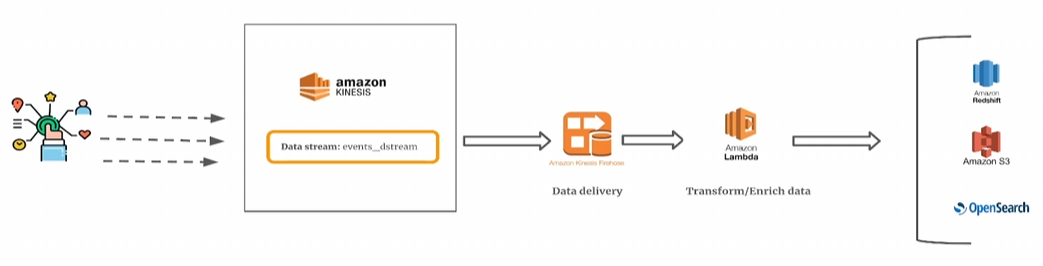 amazon
KINESIS
Data stream: events_dstream
Amazon Kinesis Firehose
Data delivery
Amazon
Lambda
Transform/Enrich data
Amazon
Redshift
Amazon S3
OpenSearch